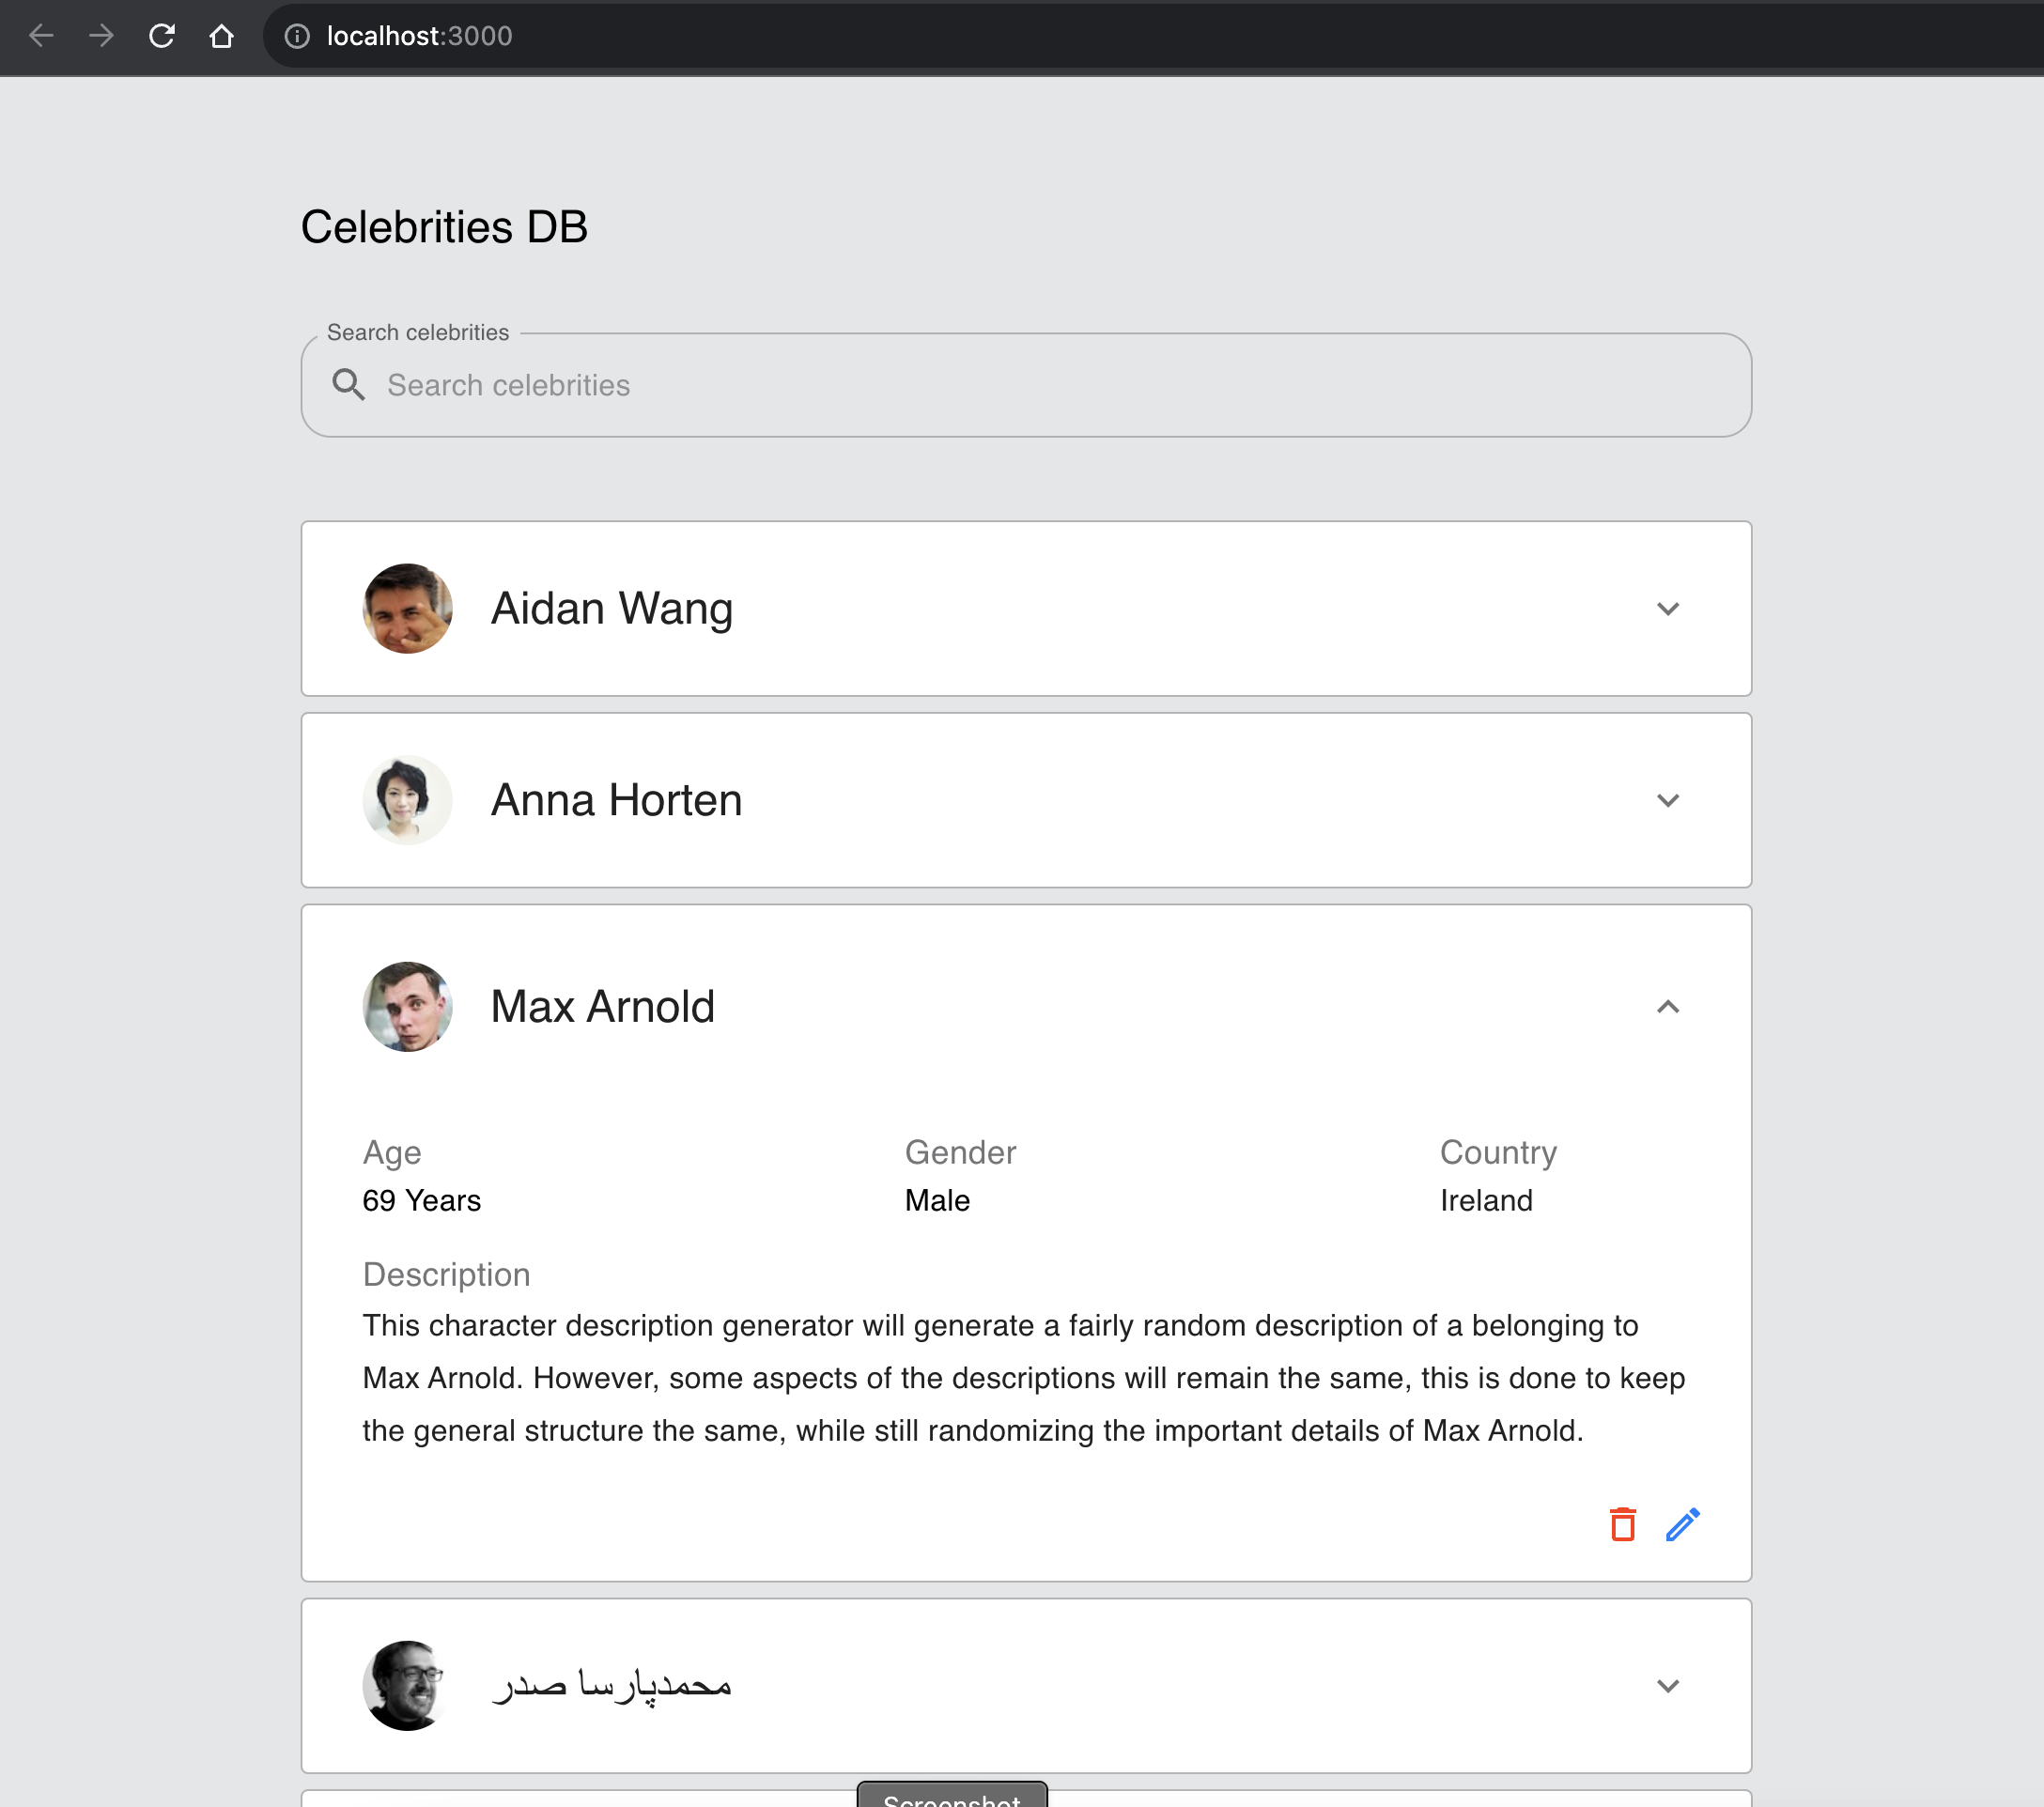 localhost:3000
Celebrities DB
Search celebrities
Search celebrities
Aidan Wang
Anna Horten
Max Arnold
Age
Gender
Country
69 Years
Male
Ireland
Description
This character description generator will generate a fairly random description of a belonging to
Max Arnold. However, some aspects of the descriptions will remain the same, this is done to keep
the general structure the same, while still randomizing the important details of Max Arnold.
محمدپارسا صدر
Screenshot